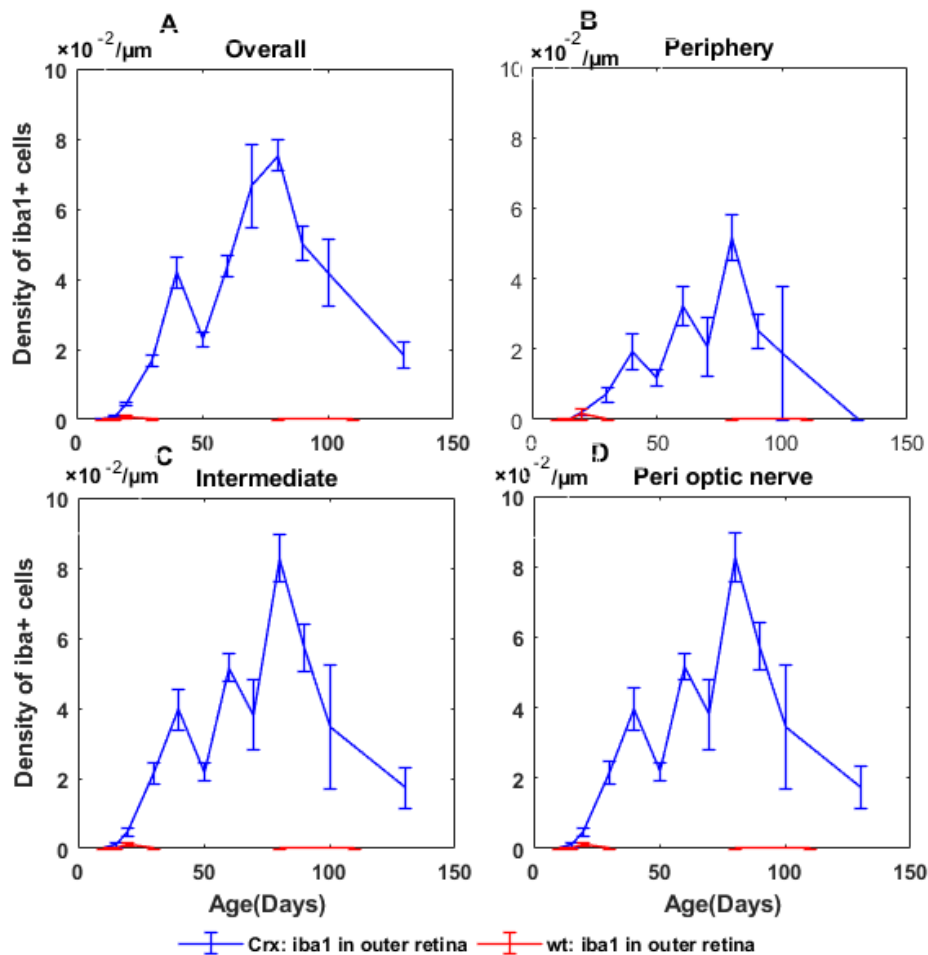 A
×10 -2/µm
Overall
10
8
6
4
2
0
0 50 100 150
Density of iba1+ cells
B
×10 -2/µm
Periphery
10
8
6
4
2
0
0 50 100 150
C
×10 -2/µm
Intermediate
10
8
6
4
2
0
0 50 100 150
Density of iba+ cells
Age(Days)
D
×10 -2/µm
Peri optic nerve
10
8
6
4
2
0
0 50 100 150
Age(Days)
Crx: iba1 in outer retina wt: iba1 in outer retina